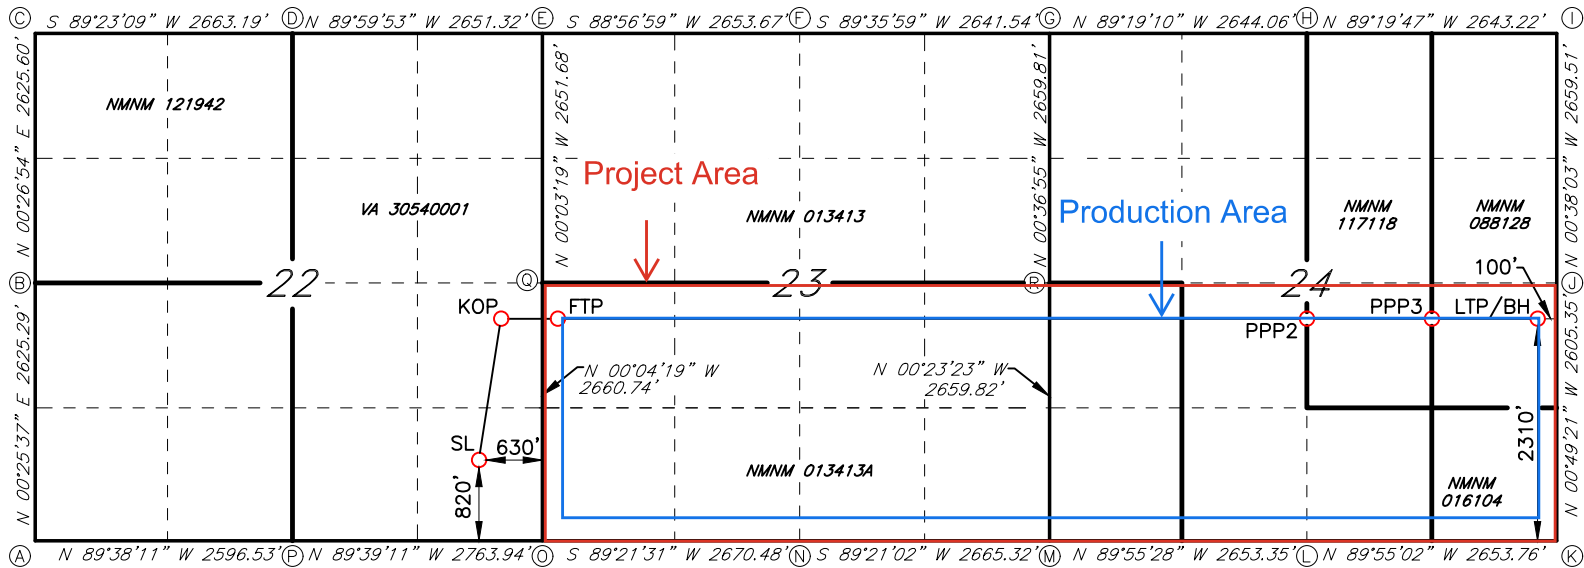 C S 89°23'09" W 2663.19' D N 89°59'53" W 2651.32' E S 88°56'59" W 2653.67' F S 89°35'59" W 2641.54' G N 89°19'10" W 2644.06' H N 89°19'47" W 2643.22' I
N 00°26'54" E 2625.60'
N 00°03'19" W 2651.68'
N 00°36'55" W 2659.81'
N 00°38'03" W 2659.51'
NMNM 121942
VA 30540001
Project Area
NMNM 013413
Production Area
NMNM
117118
NMNM
088128
B 22 Q 23 R 24 J
100'
KOP FTP PPP2 PPP3 LTP/BH
N 00°04'19" W
2660.74'
N 00°23'23" W
2659.82'
N 00°25'37" E 2625.29'
N 00°49'21" W 2605.35'
SL 630'
820'
2310'
NMNM 013413A
NMNM
016104
A N 89°38'11" W 2596.53' P N 89°39'11" W 2763.94' O S 89°21'31" W 2670.48' N S 89°21'02" W 2665.32' M N 89°55'28" W 2653.35' L N 89°55'02" W 2653.76' K